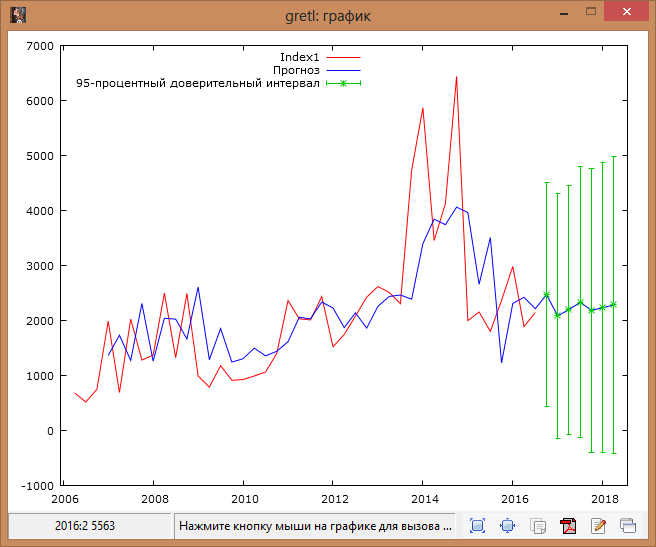 gretl: график
7000
6000
5000
4000
3000
2000
1000
0
-1000
Index1
Прогноз
95-процентный доверительный интервал
2006 2008 2010 2012 2014 2016 2018
2016:2 5563
Нажмите кнопку мыши на графике для вызова ...